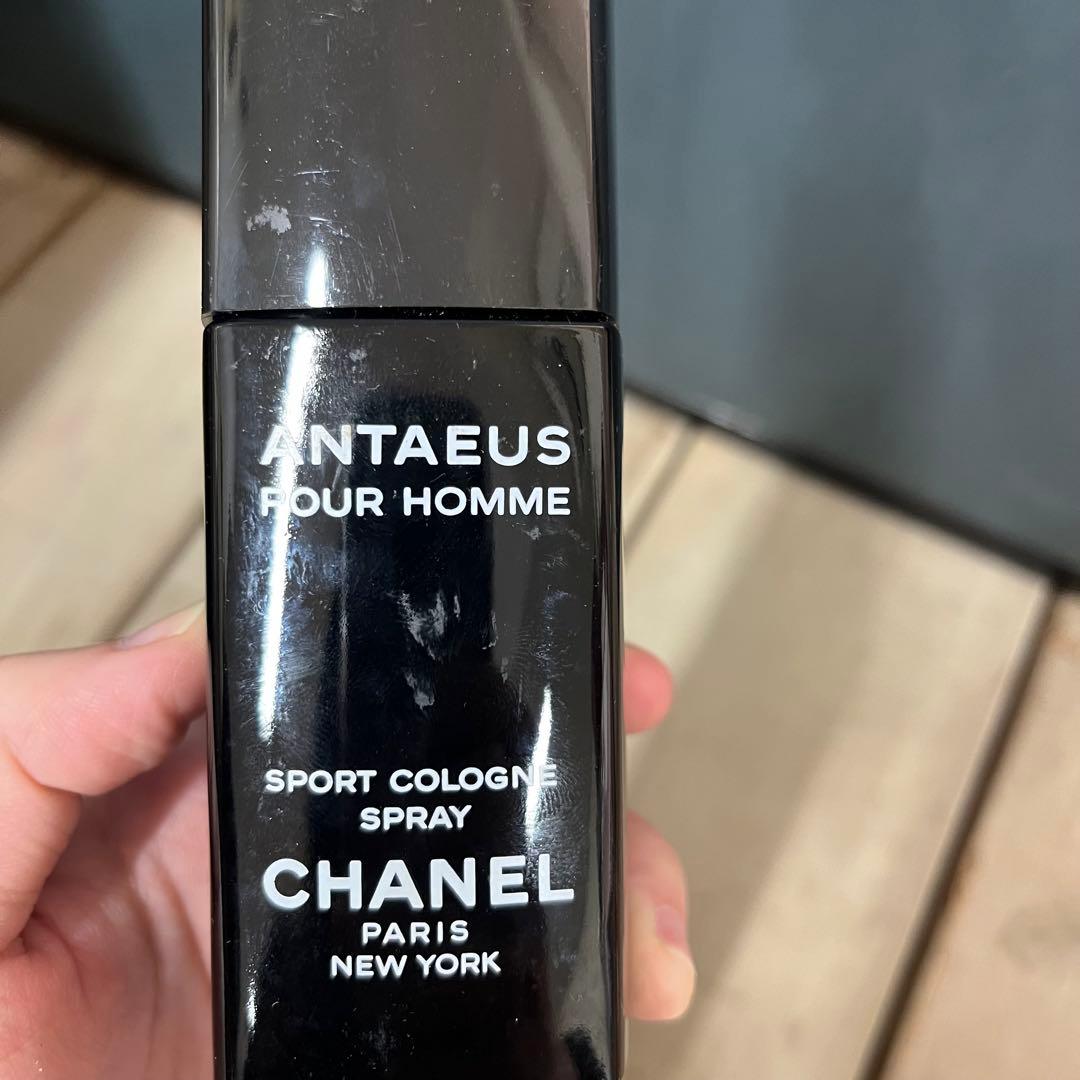 ANTAEUS
POUR HOMME
SPORT COLOGNE
SPRAY
CHANEL
PARIS
NEW YORK